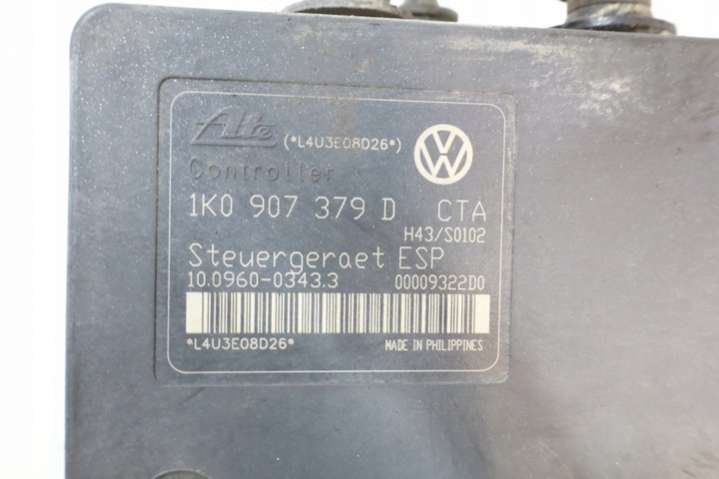 Ate (*L4U3E08D26*)
Controller
1K0 907 379 D CTA
H43/S0102
Steuergeraet ESP
10.0960-0343.3 00009322D0
*L4U3E08D26* MADE IN PHILIPPINES